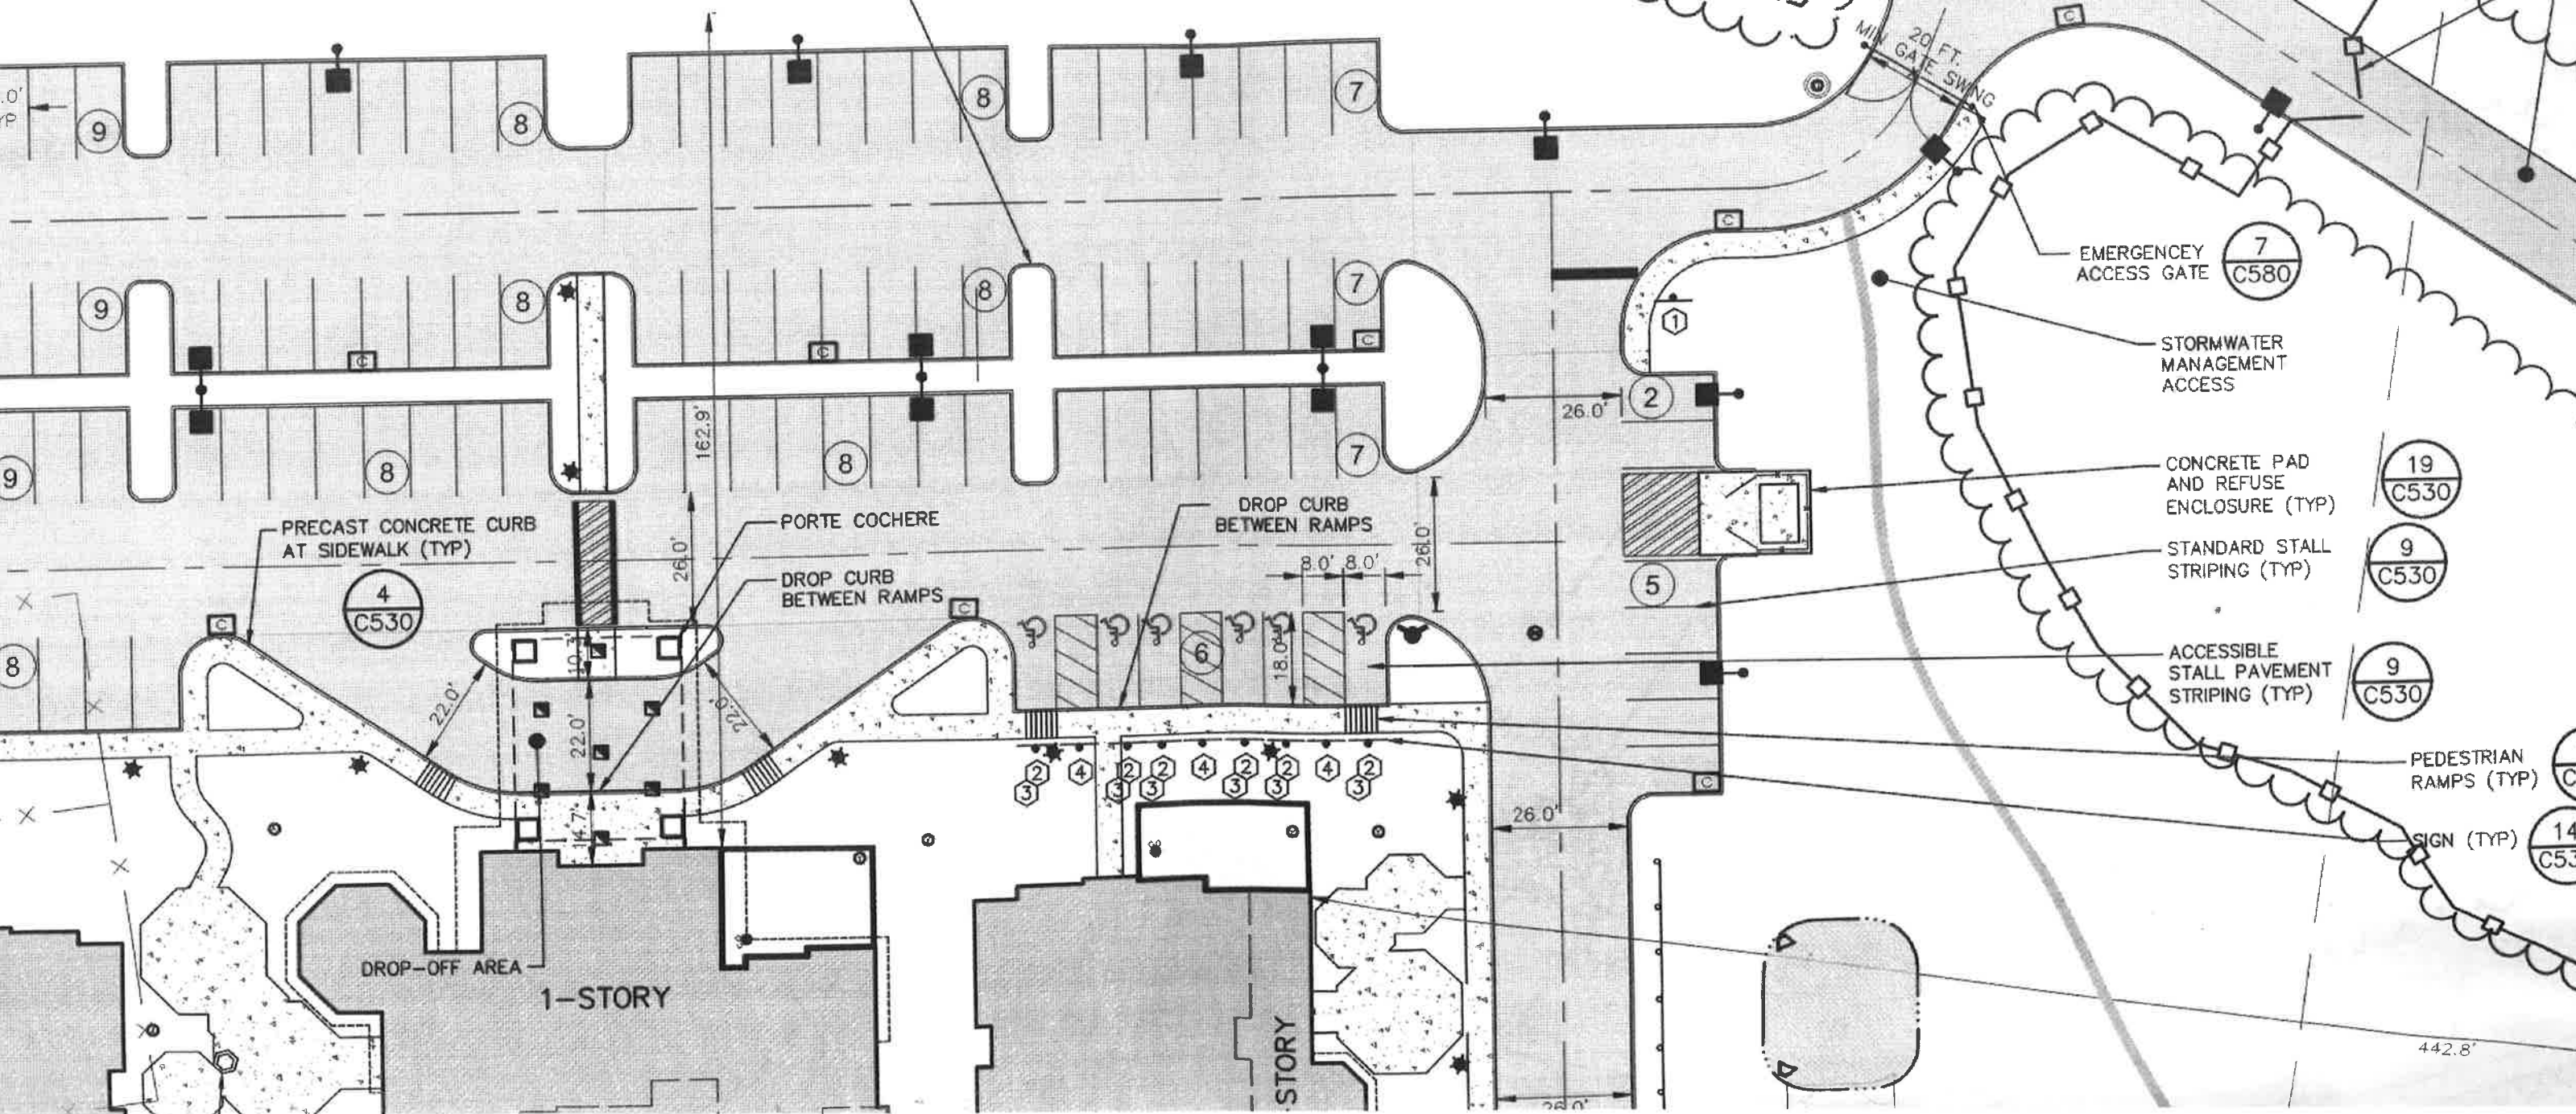 .0'
YP
9
8
8
7
MIN
20 FT.
GATE SWING
C
9
8
8
7
C
C
C
C
1
EMERGENCEY
ACCESS GATE
7
C580
STORMWATER
MANAGEMENT
ACCESS
162.9'
26.0'
2
9
8
8
7
CONCRETE PAD
AND REFUSE
ENCLOSURE (TYP)
19
C530
PRECAST CONCRETE CURB
AT SIDEWALK (TYP)
4
C530
PORTE COCHERE
DROP CURB
BETWEEN RAMPS
26.0'
DROP CURB
BETWEEN RAMPS
8.0'
8.0'
26.0'
STANDARD STALL
STRIPING (TYP)
9
C530
5
C
C
8
10.3'
6
18.0'
ACCESSIBLE
STALL PAVEMENT
STRIPING (TYP)
9
C530
22.0'
22.0'
22.0'
PEDESTRIAN
RAMPS (TYP)
C
2
3
4
2
3
2
3
4
2
3
2
3
4
2
3
C
14.7'
26.0'
SIGN (TYP)
14
C53
DROP-OFF AREA
1-STORY
STORY
442.8'
26.0'